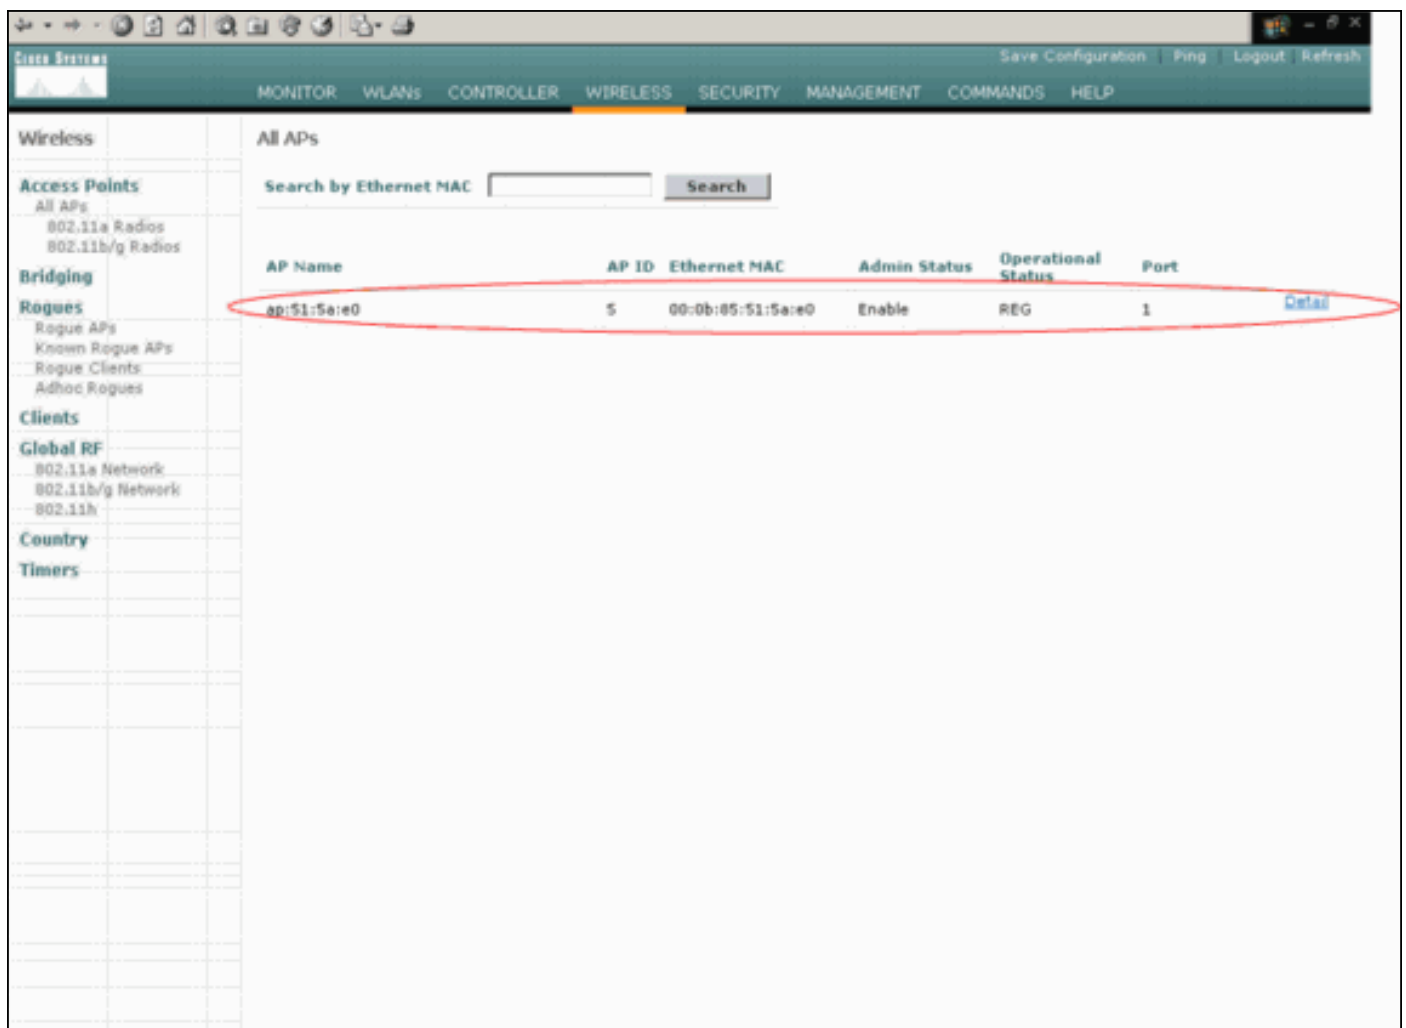 Save Configuration | Ping | Logout | Refresh
CISCO SYSTEMS
MONITOR WLANs CONTROLLER WIRELESS SECURITY MANAGEMENT COMMANDS HELP
Wireless
Access Points
All APs
802.11a Radios
802.11b/g Radios
Bridging
Rogues
Rogue APs
Known Rogue APs
Rogue Clients
Adhoc Rogues
Clients
Global RF
802.11a Network
802.11b/g Network
802.11h
Country
Timers
All APs
Search by Ethernet MAC Search
AP Name AP ID Ethernet MAC Admin Status Operational Status Port
ap:51:5a:e0 5 00:0b:85:51:5a:e0 Enable REG 1 Detail